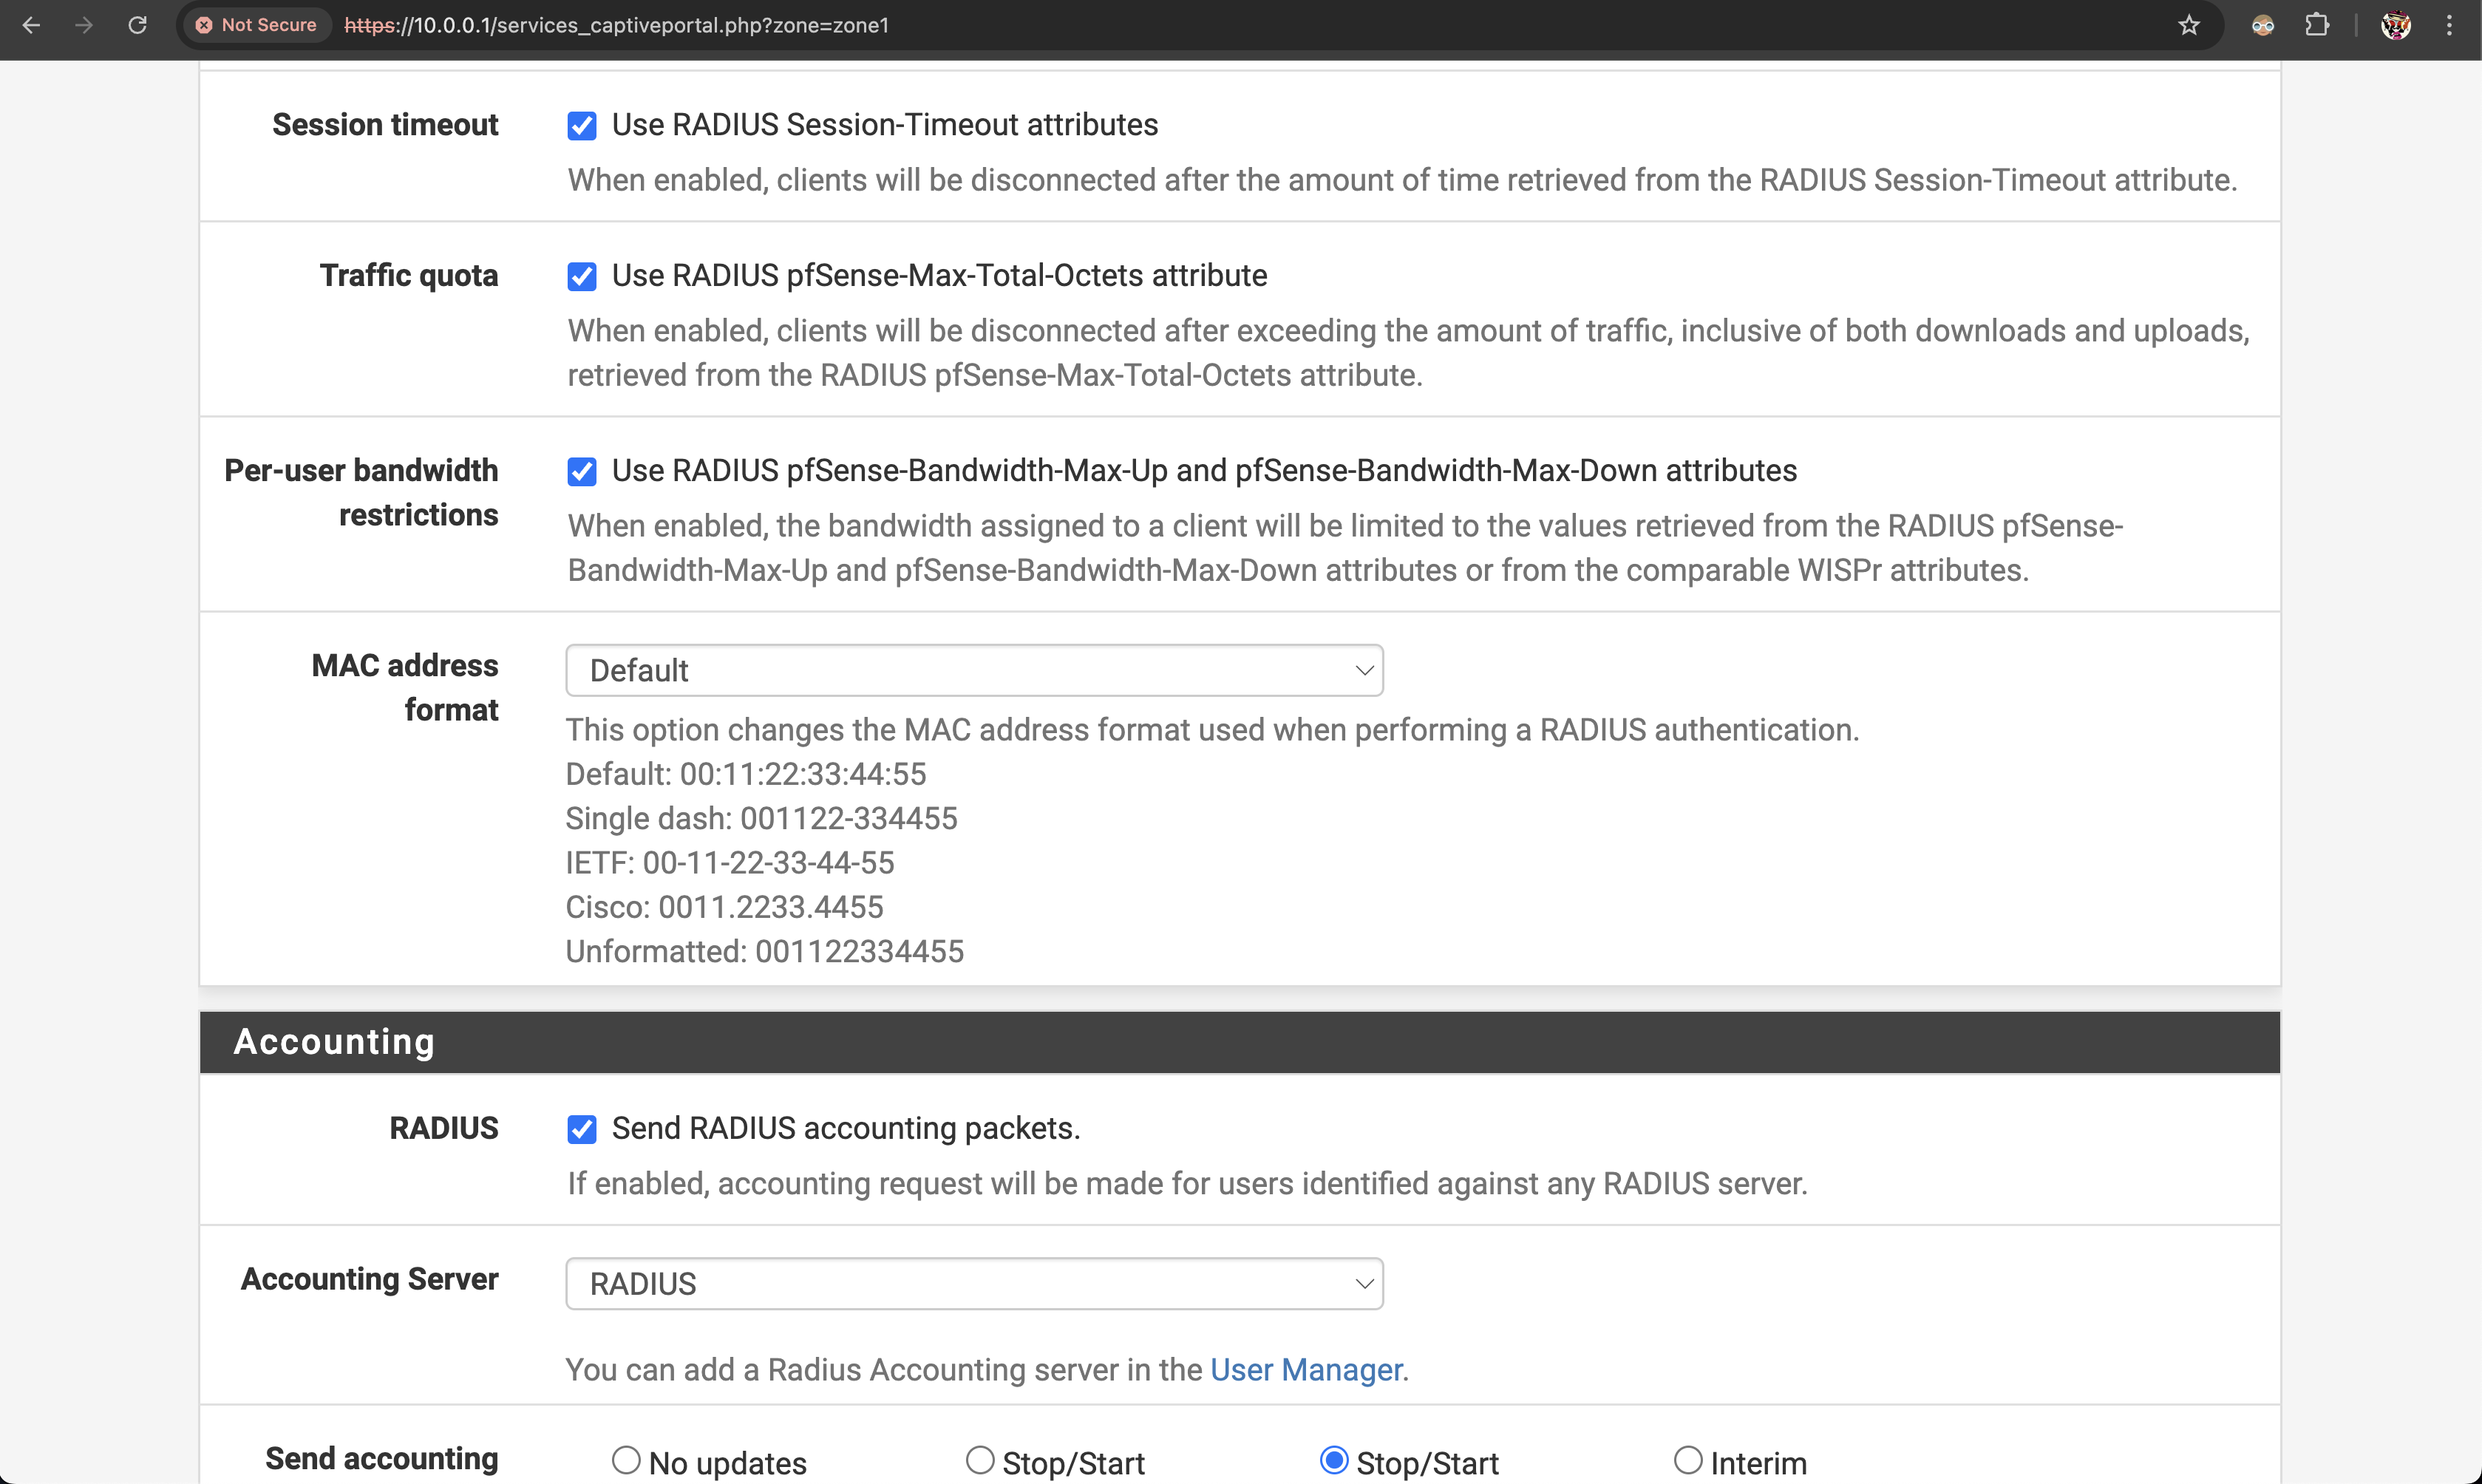 Not Secure https://10.0.0.1/services_captiveportal.php?zone=zone1
Session timeout
Use RADIUS Session-Timeout attributes
When enabled, clients will be disconnected after the amount of time retrieved from the RADIUS Session-Timeout attribute.
Traffic quota
Use RADIUS pfSense-Max-Total-Octets attribute
When enabled, clients will be disconnected after exceeding the amount of traffic, inclusive of both downloads and uploads,
retrieved from the RADIUS pfSense-Max-Total-Octets attribute.
Per-user bandwidth
restrictions
Use RADIUS pfSense-Bandwidth-Max-Up and pfSense-Bandwidth-Max-Down attributes
When enabled, the bandwidth assigned to a client will be limited to the values retrieved from the RADIUS pfSense-
Bandwidth-Max-Up and pfSense-Bandwidth-Max-Down attributes or from the comparable WISPr attributes.
MAC address
format
Default
This option changes the MAC address format used when performing a RADIUS authentication.
Default: 00:11:22:33:44:55
Single dash: 001122-334455
IETF: 00-11-22-33-44-55
Cisco: 0011.2233.4455
Unformatted: 001122334455
Accounting
RADIUS
Send RADIUS accounting packets.
If enabled, accounting request will be made for users identified against any RADIUS server.
Accounting Server
RADIUS
You can add a Radius Accounting server in the User Manager.
Send accounting
No updates
Stop/Start
Stop/Start
Interim